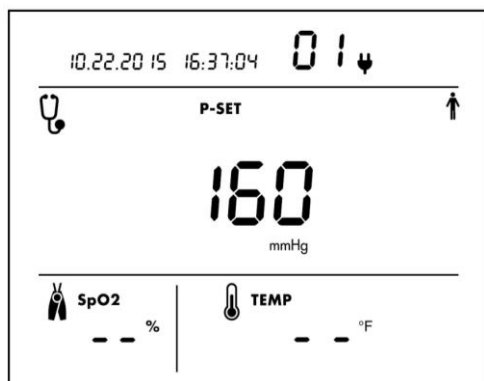 10.22.2015 16:37:04 01
P-SET
160
mmHg
SpO2 TEMP
-- % -- °F